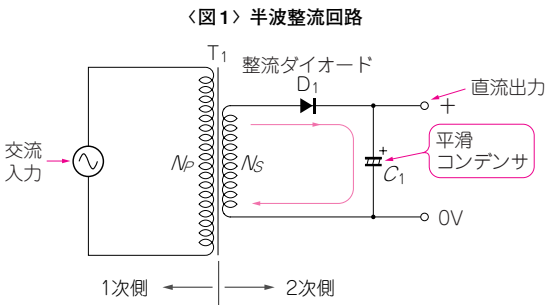 〈図1〉半波整流回路
T1
整流ダイオード
D1
直流出力
+
交流
入力
NP
NS
+
C1
平滑
コンデンサ
0V
1次側
2次側